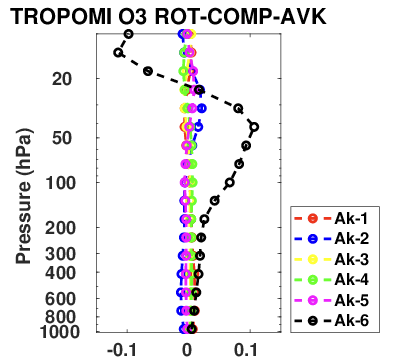 TROPOMI O3 ROT-COMP-AVK
Pressure (hPa)
20
50
100
200
300
400
600
800
1000
-0.1
0
0.1
Ak-1
Ak-2
Ak-3
Ak-4
Ak-5
Ak-6